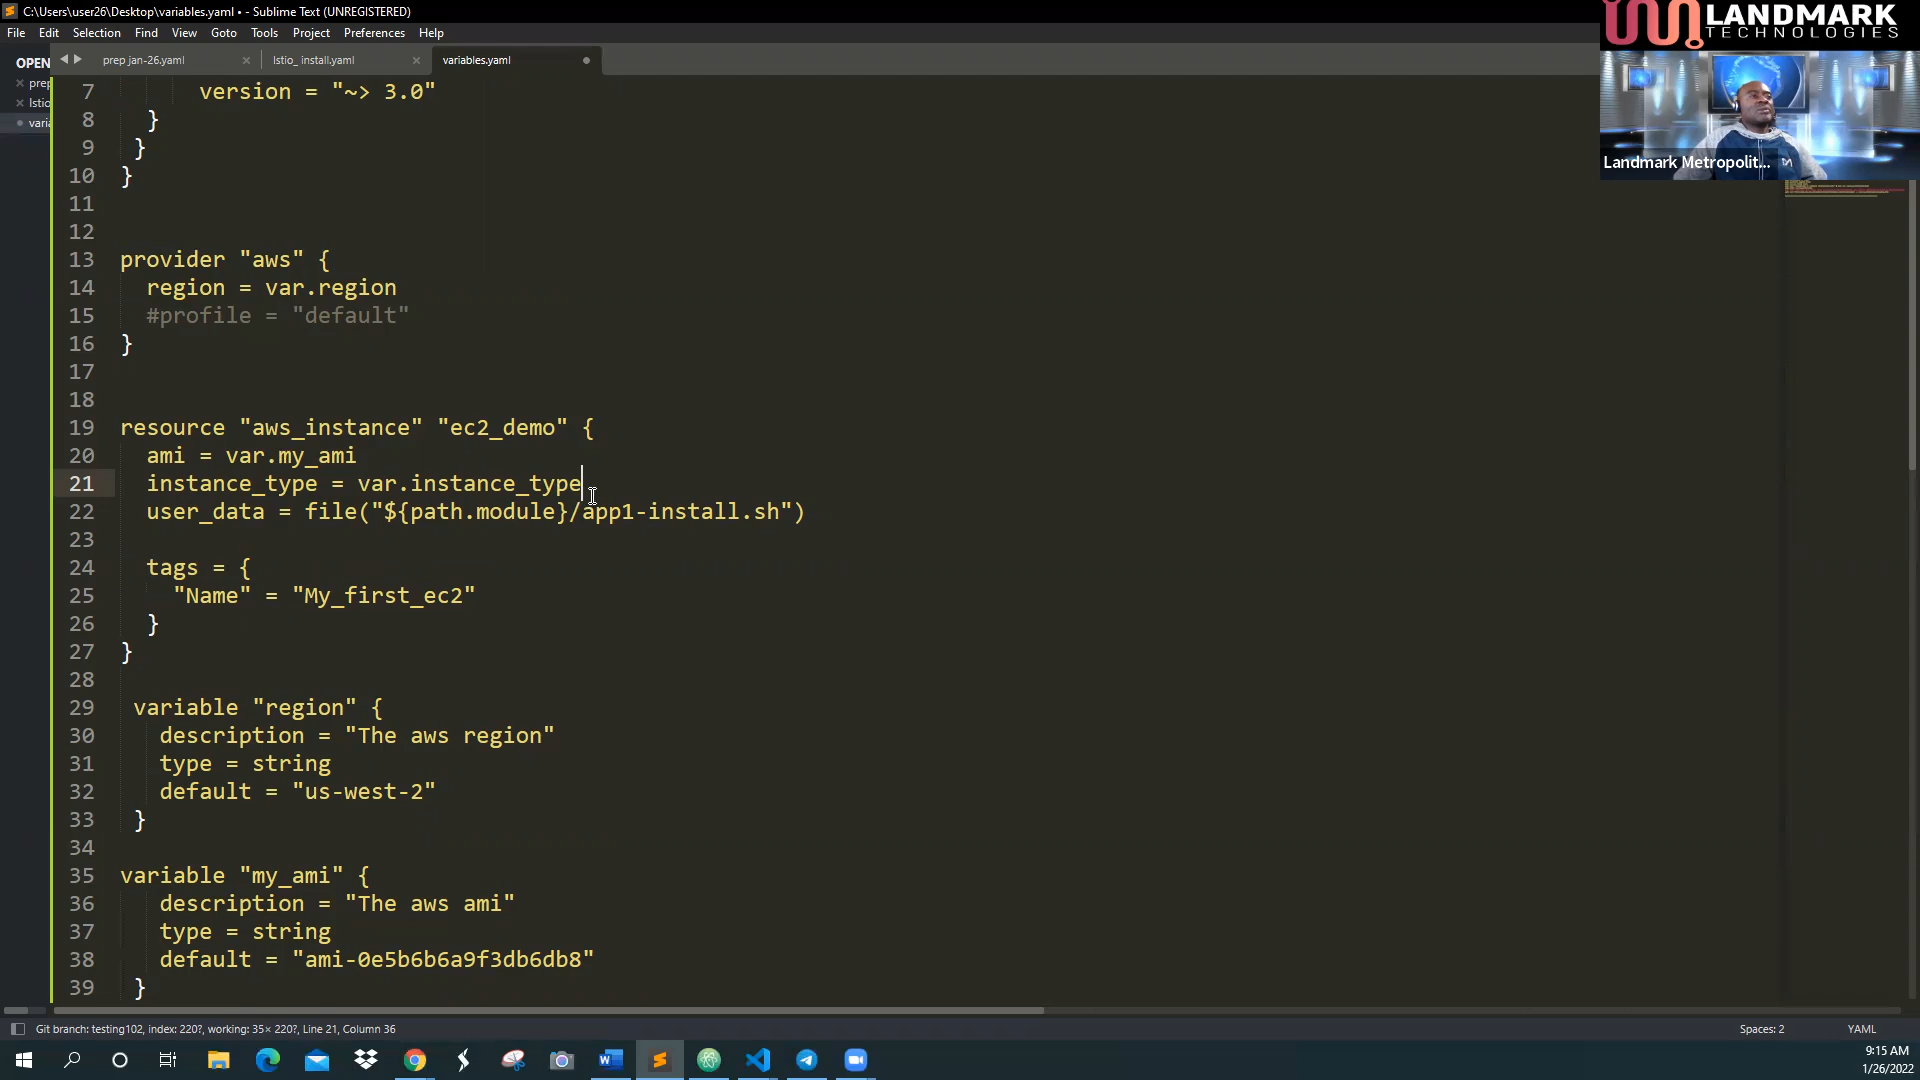 C:\Users\user26\Desktop\variables.yaml • - Sublime Text (UNREGISTERED)
File Edit Selection Find View Goto Tools Project Preferences Help
LANDMARK
TECHNOLOGIES
OPEN
prep
Istio
vari
prep jan-26.yaml
Istio_ install.yaml
variables.yaml
Landmark Metropolit...
7 version = "~> 3.0"
8 }
9 }
10 }
11
12
13 provider "aws" {
14 region = var.region
15 #profile = "default"
16 }
17
18
19 resource "aws_instance" "ec2_demo" {
20 ami = var.my_ami
21 instance_type = var.instance_type
22 user_data = file("${path.module}/app1-install.sh")
23
24 tags = {
25 "Name" = "My_first_ec2"
26 }
27 }
28
29 variable "region" {
30 description = "The aws region"
31 type = string
32 default = "us-west-2"
33 }
34
35 variable "my_ami" {
36 description = "The aws ami"
37 type = string
38 default = "ami-0e5b6b6a9f3db6db8"
39 }
Git branch: testing102, index: 220?, working: 35× 220?, Line 21, Column 36
Spaces: 2
YAML
9:15 AM
1/26/2022